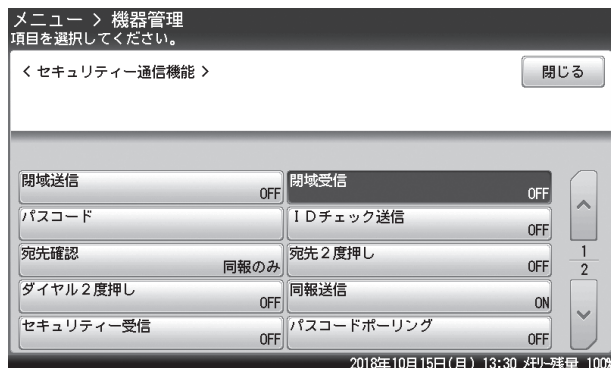 メニュー > 機器管理
項目を選択してください。
< セキュリティー通信機能 >
閉じる
閉域送信 OFF
閉域受信 OFF
パスコード
IDチェック送信 OFF
宛先確認 同報のみ
宛先2度押し OFF
1
2
ダイヤル2度押し OFF
同報送信 ON
セキュリティー受信 OFF
パスコードポーリング OFF
2018年10月15日(月) 13:30 メモリー残量 100%